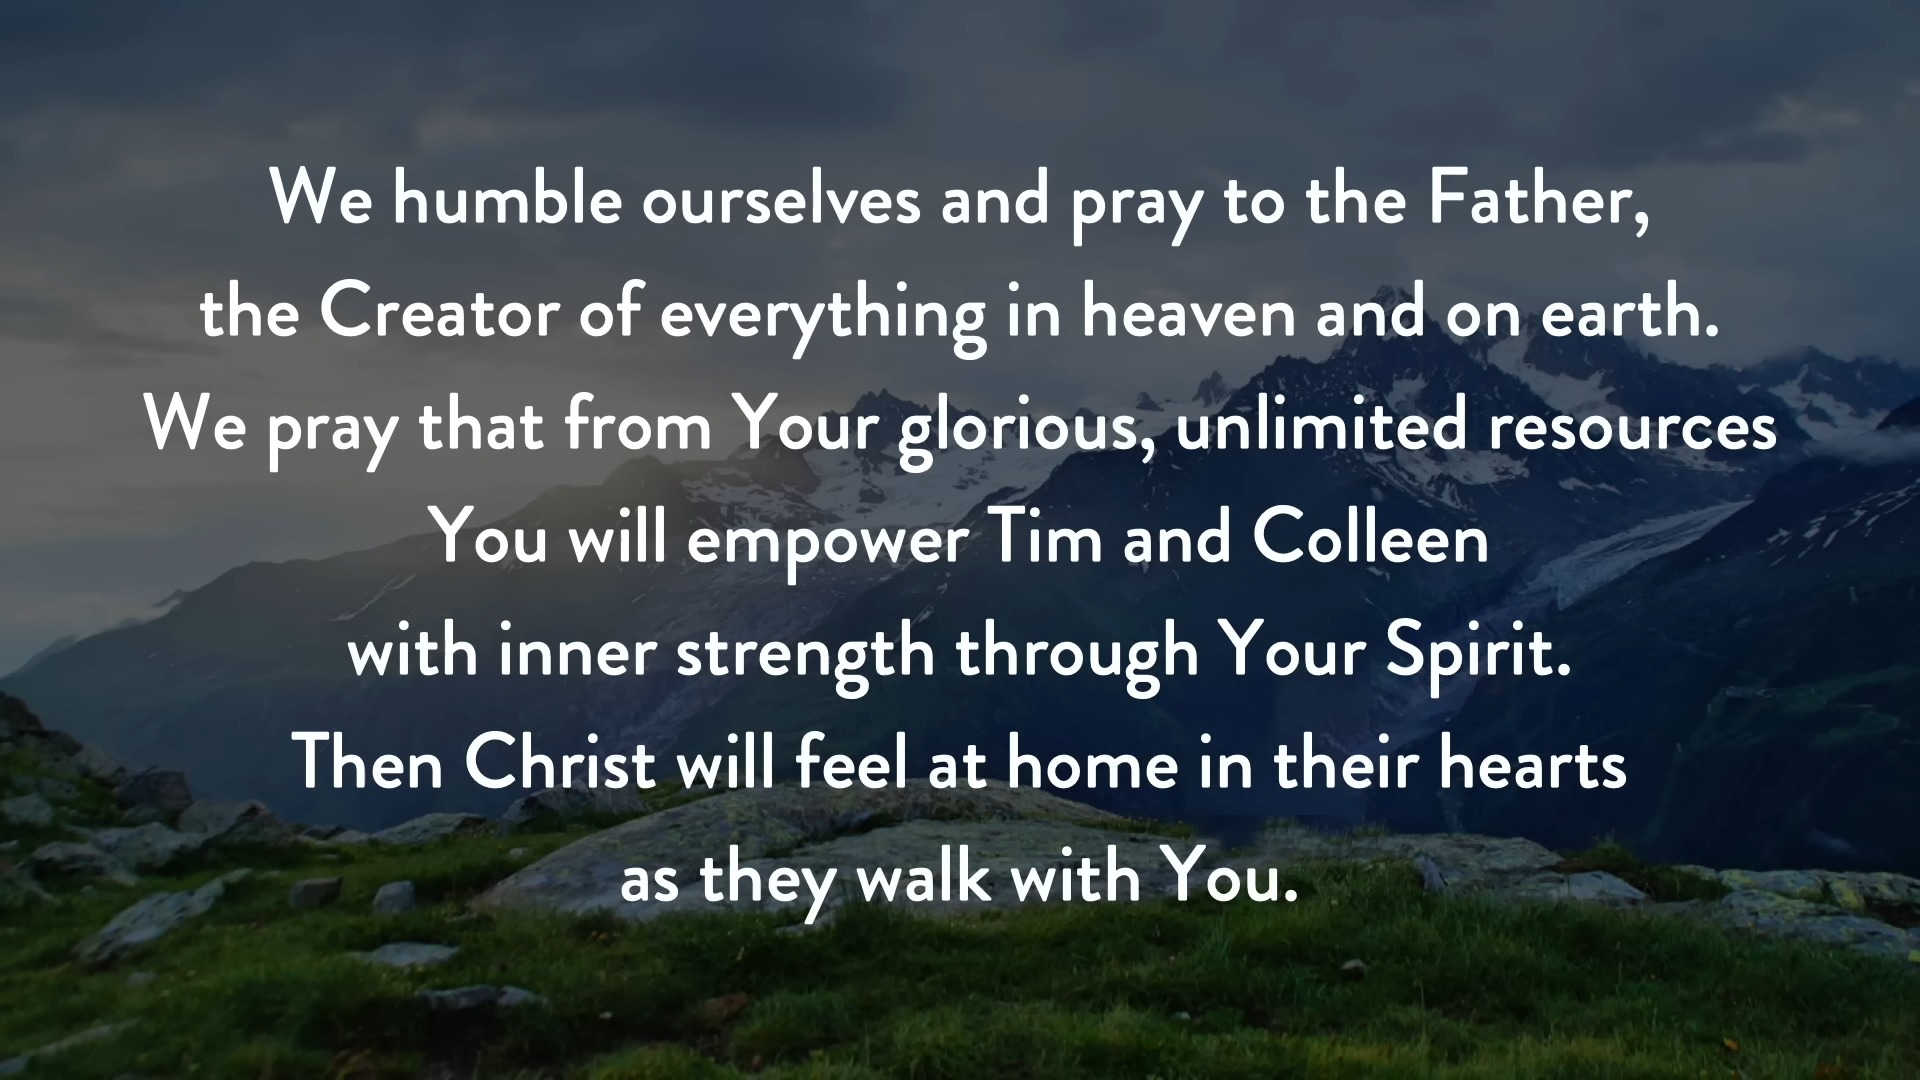 We humble ourselves and pray to the Father,
the Creator of everything in heaven and on earth.
We pray that from Your glorious, unlimited resources
You will empower Tim and Colleen
with inner strength through Your Spirit.
Then Christ will feel at home in their hearts
as they walk with You.